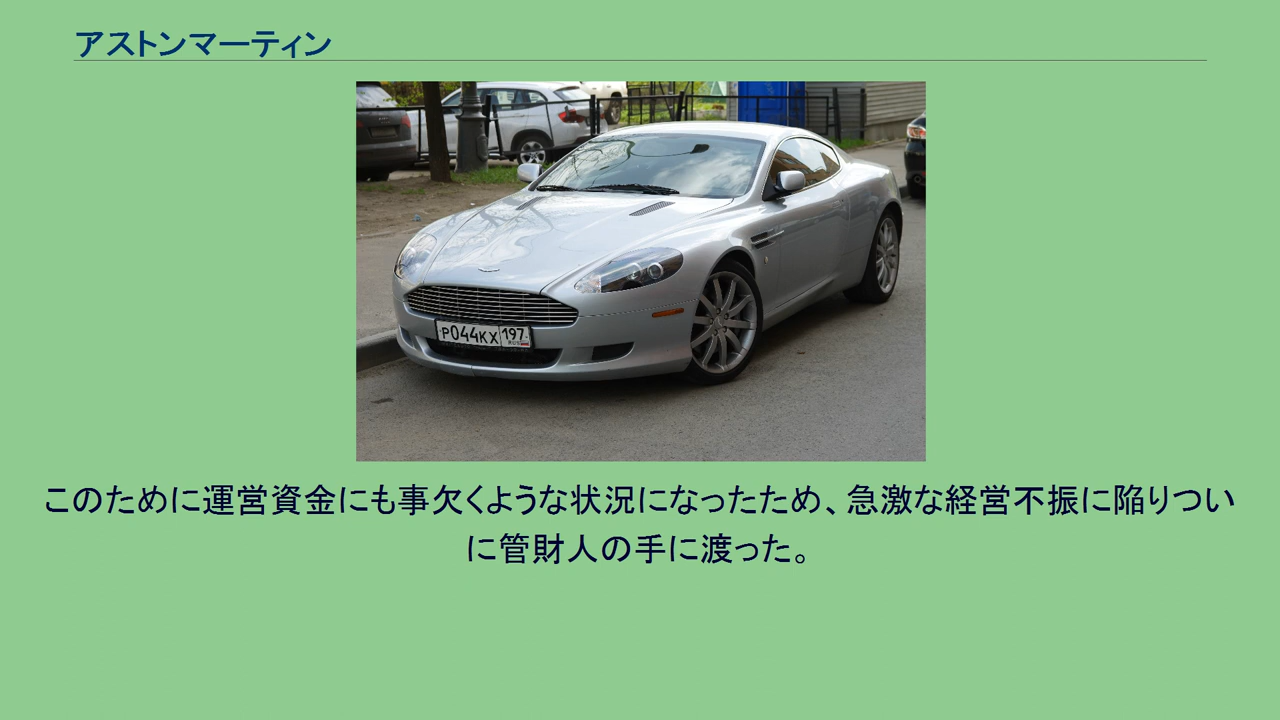 アストンマーティン
Р044КХ 197
このために運営資金にも事欠くような状況になったため、急激な経営不振に陥りつい
に管財人の手に渡った。